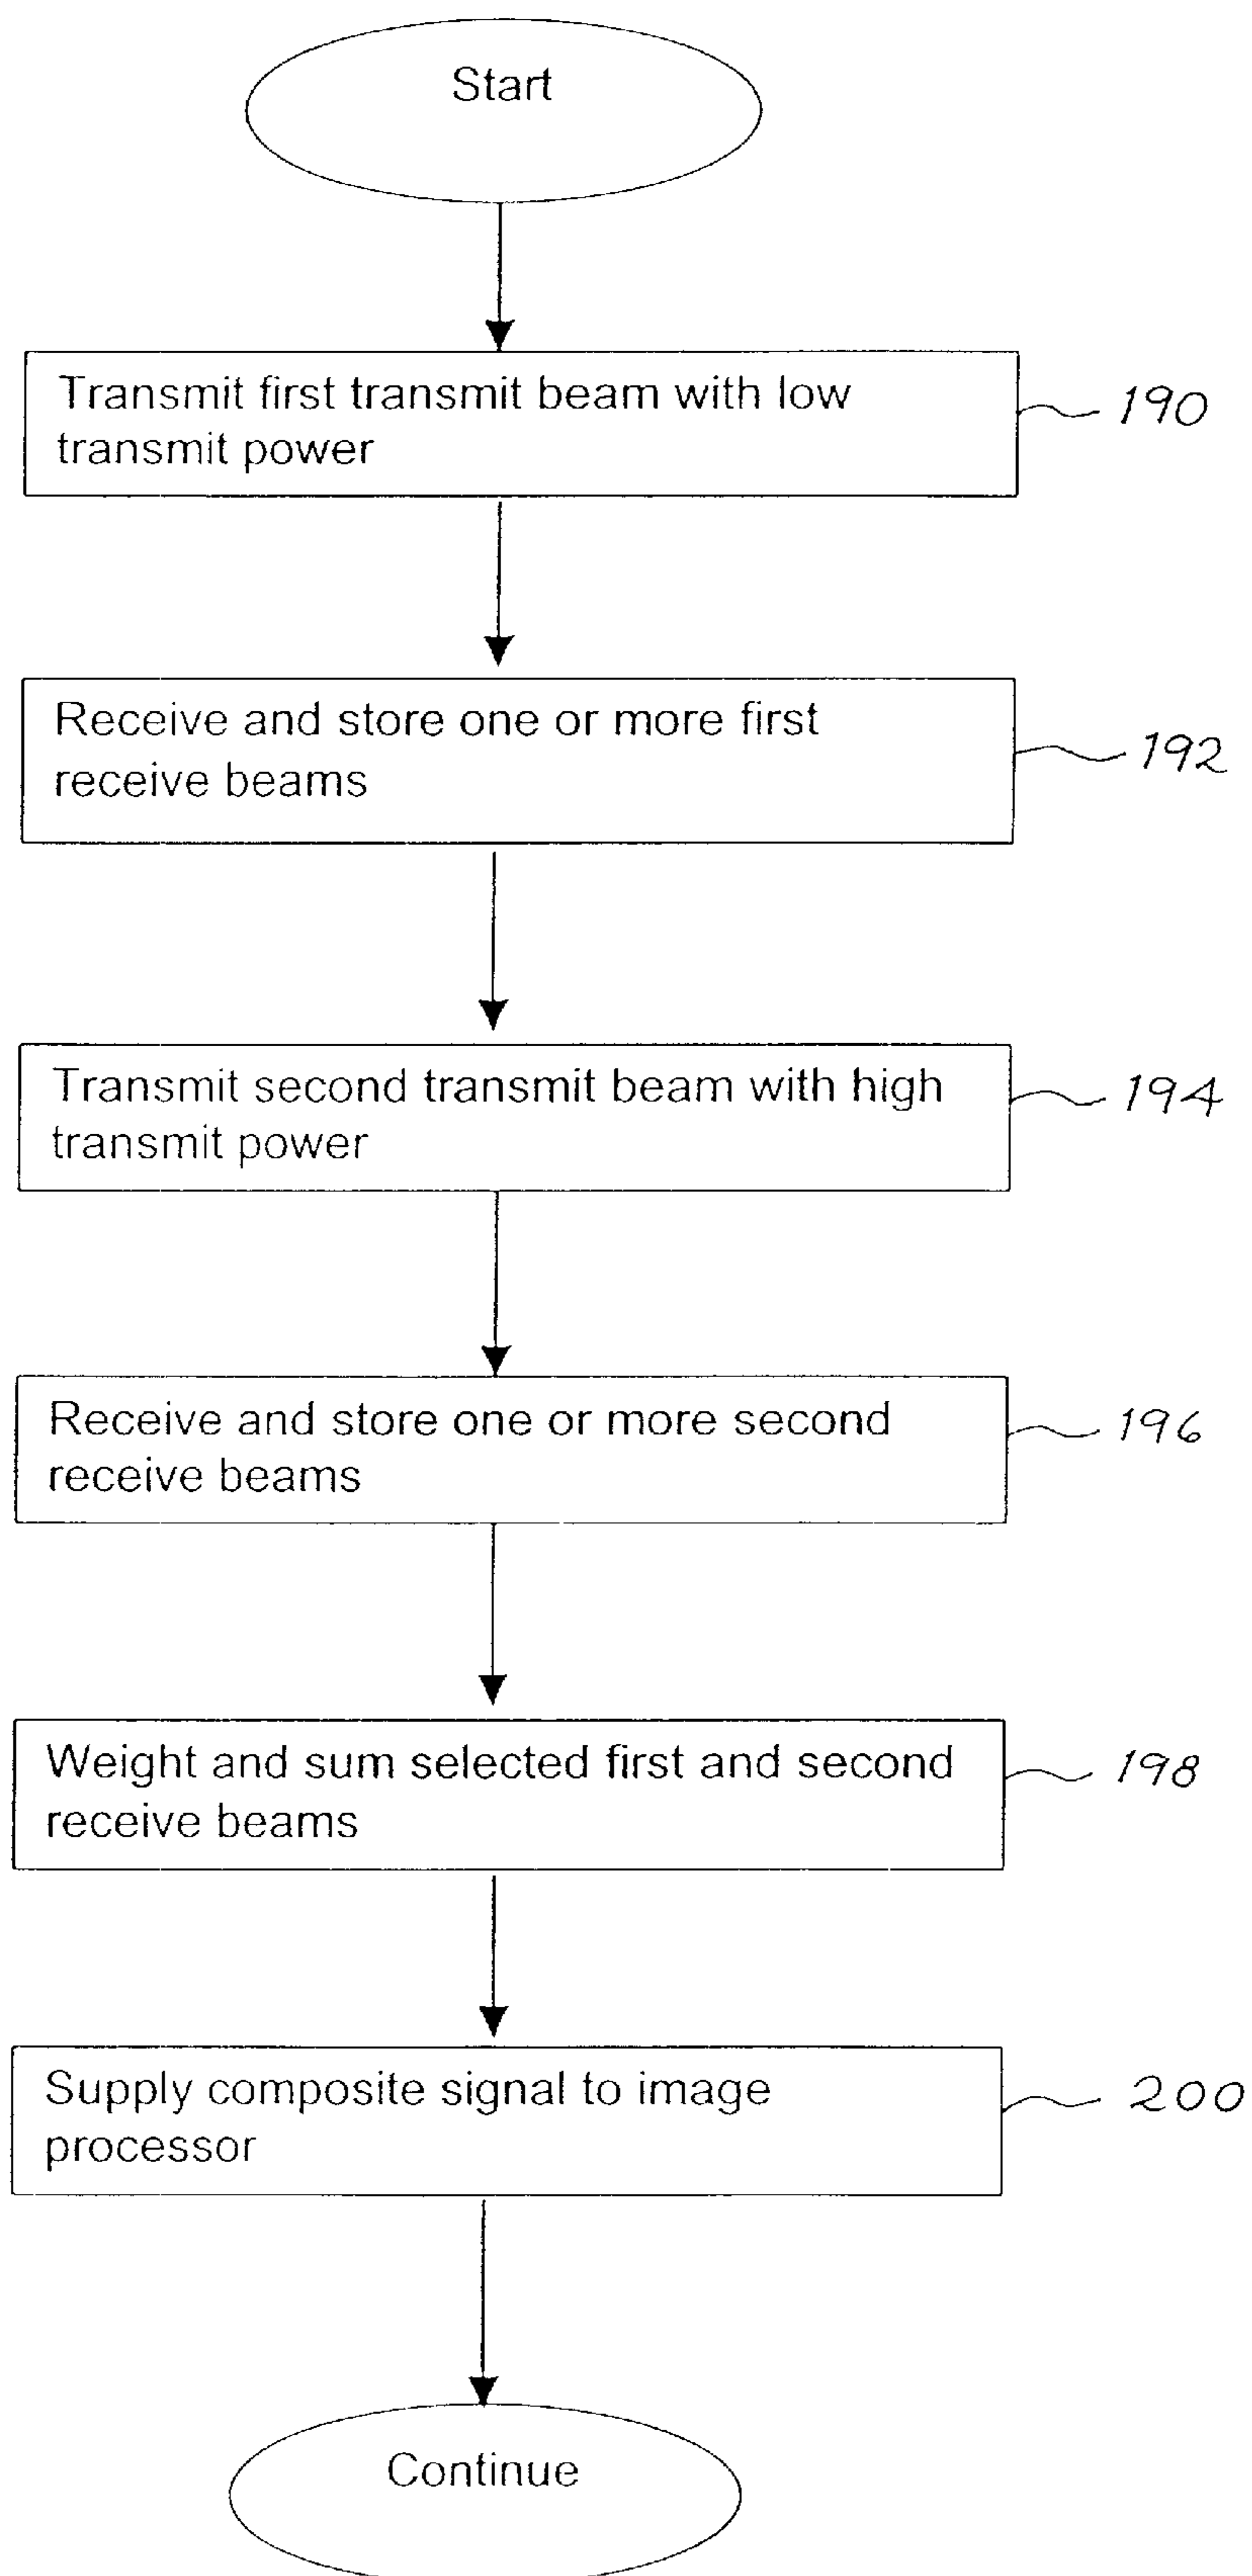 Start
Transmit first transmit beam with low
transmit power
190
Receive and store one or more first
receive beams
192
Transmit second transmit beam with high
transmit power
194
Receive and store one or more second
receive beams
196
Weight and sum selected first and second
receive beams
198
Supply composite signal to image
processor
200
Continue